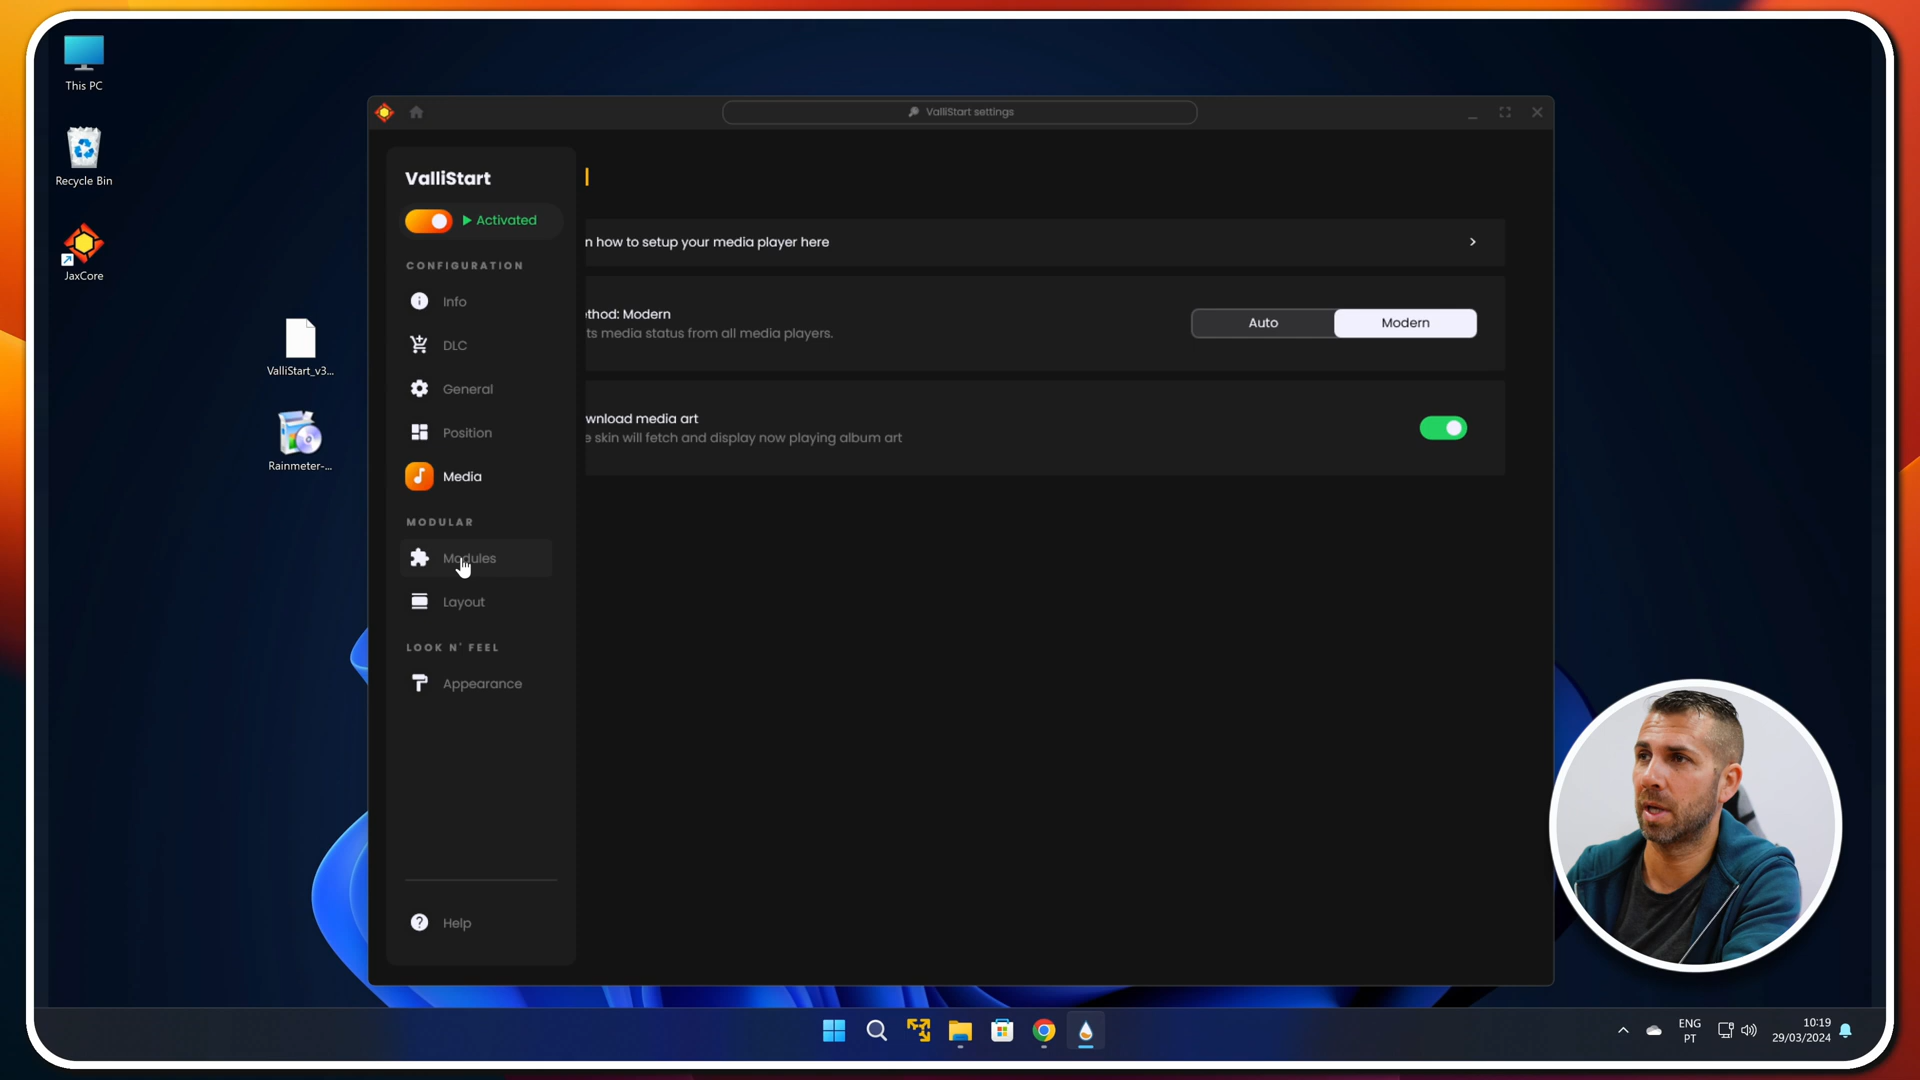 This PC
Recycle Bin
JaxCore
ValliStart_v3...
Rainmeter-...
ValliStart settings
ValliStart
Activated
CONFIGURATION
Info
DLC
General
Position
Media
MODULAR
Modules
Layout
LOOK N' FEEL
Appearance
Help
n how to setup your media player here
thod: Modern
ts media status from all media players.
Auto
Modern
wnload media art
e skin will fetch and display now playing album art
ENG
PT
10:19
29/03/2024